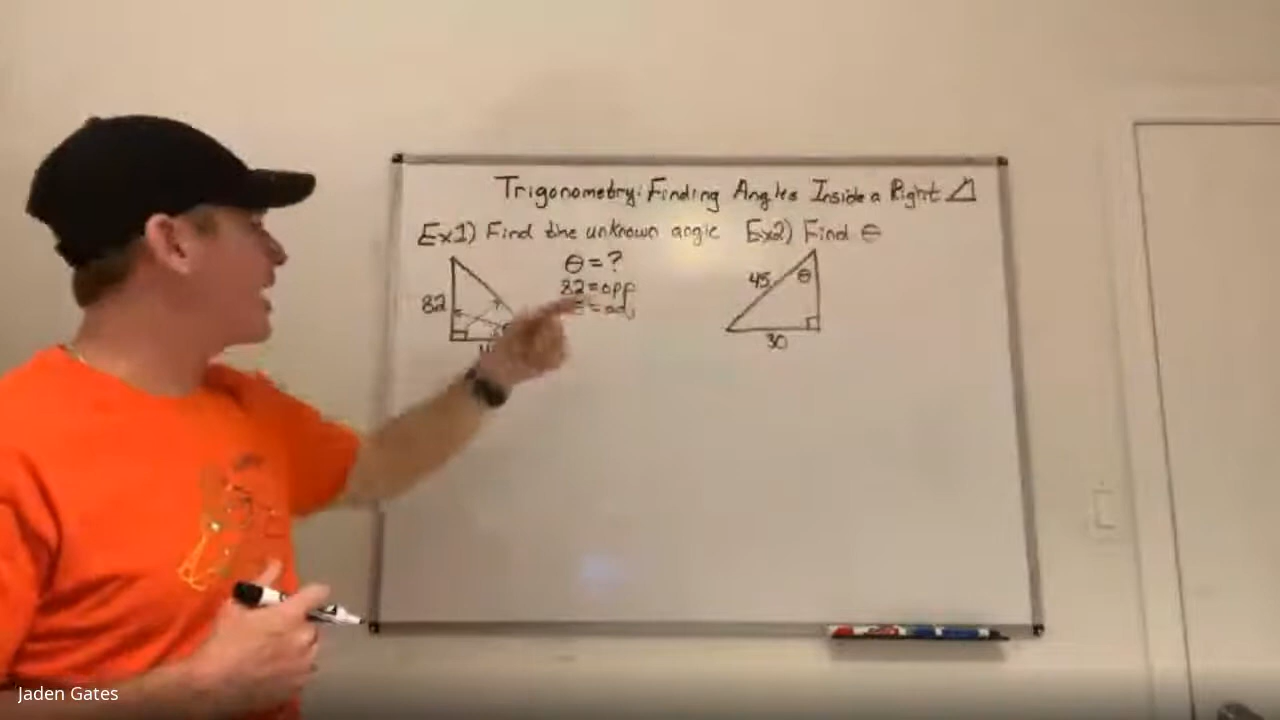 Trigonometry: Finding Angles Inside a Right
Ex1) Find the unknown angle
θ = ?
82 = opp
= adj
82
Ex2) Find θ
45
θ
30
Jaden Gates